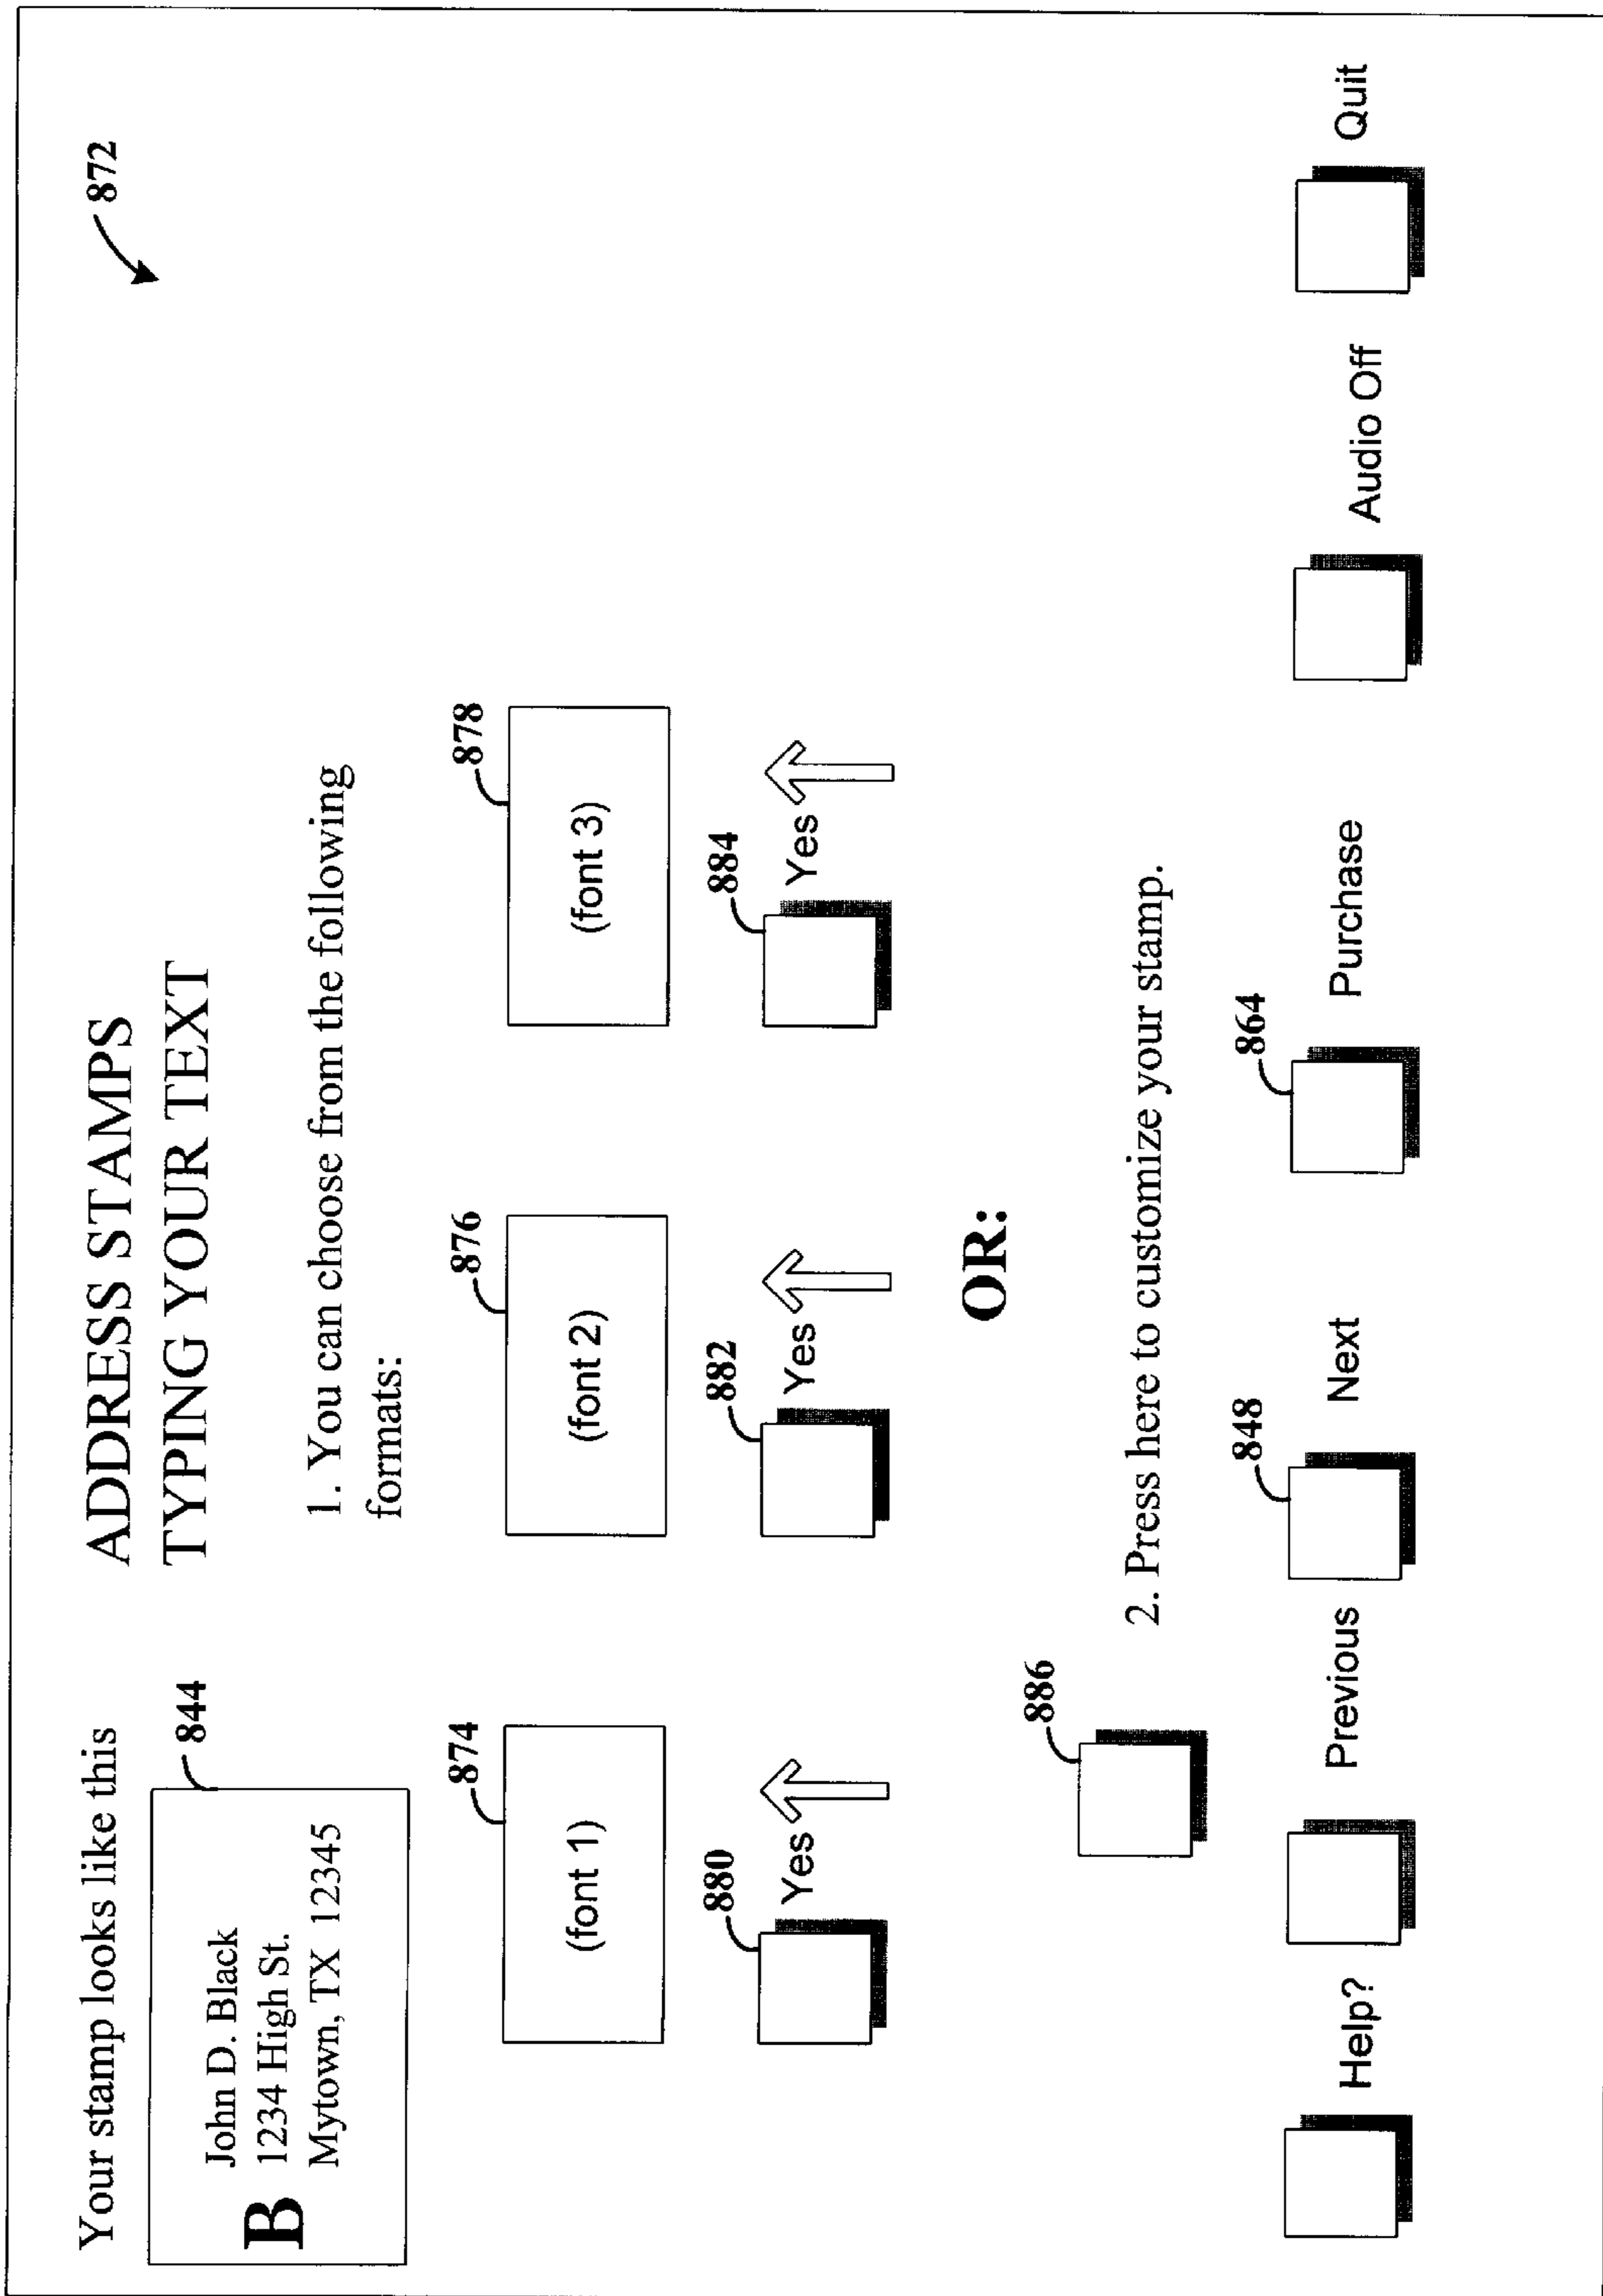 Your stamp looks like this
ADDRESS STAMPS
TYPING YOUR TEXT
872
844
B
John D. Black
1234 High St.
Mytown, TX 12345
1. You can choose from the following
formats:
874
876
878
(font 1)
(font 2)
(font 3)
880
882
884
Yes
Yes
Yes
OR:
886
2. Press here to customize your stamp.
848
864
Help?
Previous
Next
Purchase
Audio Off
Quit